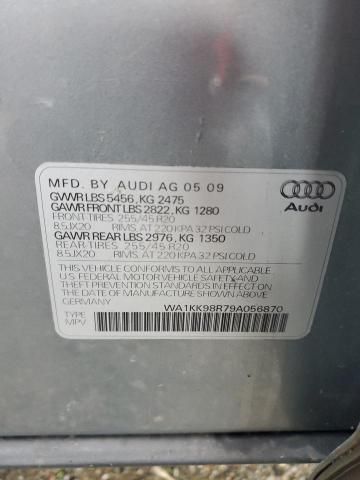 MFD. BY AUDI AG 05 09
GVWR LBS 5456, KG 2475
GAWR FRONT LBS 2822, KG 1280
FRONT TIRES: 255/45 R20
8.5JX20 RIMS, AT 220 KPA 32 PSI COLD
GAWR REAR LBS 2976, KG 1350
REAR TIRES: 255/45 R20
8.5JX20 RIMS, AT 220 KPA 32 PSI COLD
THIS VEHICLE CONFORMS TO ALL APPLICABLE
U.S. FEDERAL MOTOR VEHICLE SAFETY AND
THEFT PREVENTION STANDARDS IN EFFECT ON
THE DATE OF MANUFACTURE SHOWN ABOVE.
WA1KK98R79A056870
TYPE
MPV
Audi